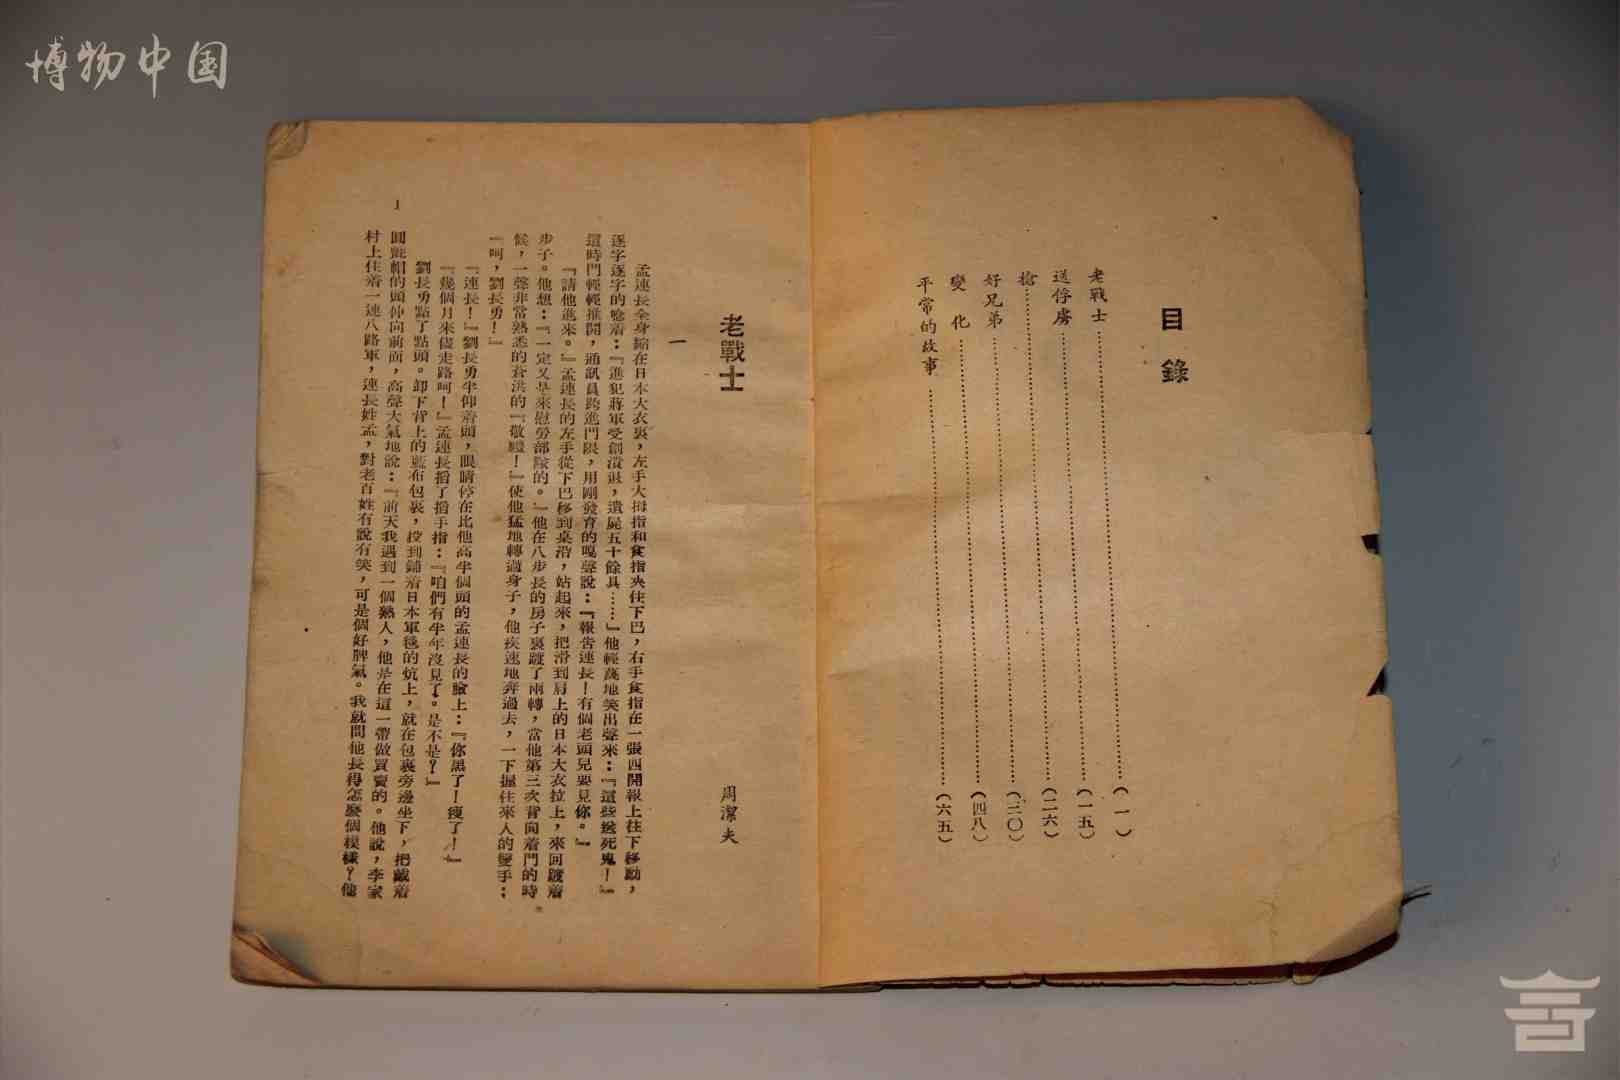 博物中国
目錄
老戰士……（一）
送俘虜……（一五）
搶……（二六）
好兄弟……（三〇）
變化……（四八）
平常的故事……（六五）
老戰士
周潔夫
一
孟連長全身縮在日本大衣裏，左手大拇指和食指夾住下巴，右手食指在一張四開報上往下移動，
逐字逐字的唸着：『進犯蔣軍受創潰退，遺屍五十餘具……』他輕蔑地笑出聲來：『這些送死鬼！』
這時門輕輕推開，通訊員跨進門限，用剛發育的嘎聲說：『報告連長！有個老頭兒要見你。』
『請他進來。』孟連長的左手從下巴移到桌沿，站起來，把滑到肩上的日本大衣拉上，來回踱着
步子。他想：『一定又是來慰勞部隊的。』他在八步長的房子裏踱了兩轉，當他第三次背向着門的時
候，一聲非常熟悉的蒼洪的『敬禮！』使他猛地轉過身子，他疾速地奔過去，一下握住來人的雙手：
『呵，劉長勇！』
『連長！』劉長勇半仰着頭，眼睛停在比他高半個頭的孟連長的臉上：『你黑了！瘦了！』
『幾個月來儘走路呵！』孟連長搯了搯手指：『咱們有半年沒見了。是不是？』
劉長勇點了點頭。卸下背上的藍布包裹，投到鋪着日本軍毯的炕上，就在包裹旁邊坐下，把戴着
圓氈帽的頭伸向前面，高聲大氣地說：『前天我遇到一個熟人，他是在這一帶做買賣的。他說，李家
村上住着一連八路軍，連長姓孟，對老百姓有說有笑，可是個好脾氣。我就問他長得怎麼個模樣？他
1